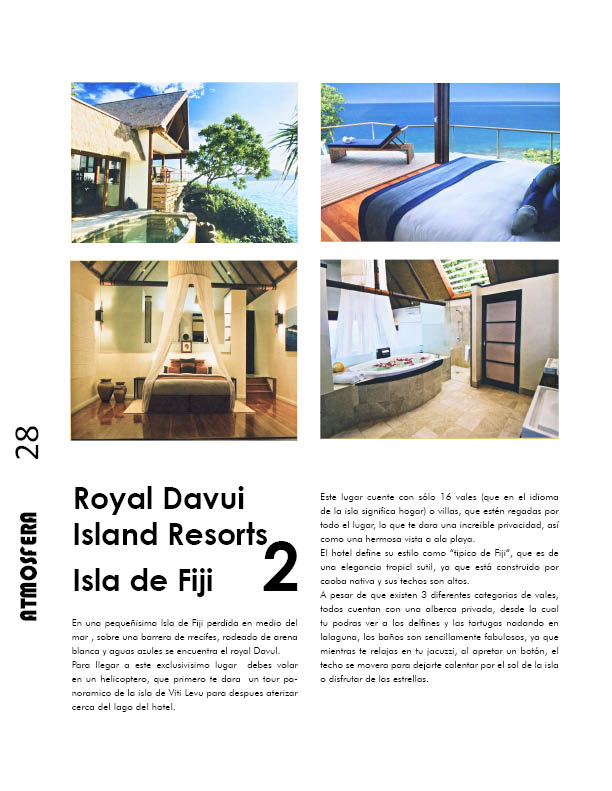 Royal Davui
Island Resorts
Isla de Fiji
2
En una pequeñisima Isla de Fiji perdida en medio del
mar , sobre una barrera de rrecifes, rodeado de arena
blanca y aguas azules se encuentra el royal Davul.
Para llegar a este exclusivisimo lugar debes volar
en un helicoptero, que primero te dara un tour pa-
noramico de la isla de Viti Levu para despues aterizar
cerca del lago del hotel.
Este lugar cuente con sólo 16 vales (que en el idioma
de la isla significa hogar) o villas, que estén regadas por
todo el lugar, lo que te dara una increible privacidad, así
como una hermosa vista a ala playa.
El hotel define su estilo como “tipico de Fiji”, que es de
una elegancia tropicl sutil, ya que está construido por
caoba nativa y sus techos son altos.
A pesar de que existen 3 diferentes categorias de vales,
todos cuentan con una alberca privada, desde la cual
tu podras ver a los delfines y las tortugas nadando en
lalaguna, los baños son sencillamente fabulosos, ya que
mientras te relajas en tu jacuzzi, al apretar un botón, el
techo se movera para dejarte calentar por el sol de la isla
o disfrutar de las estrellas.
ATMOSFERA
28